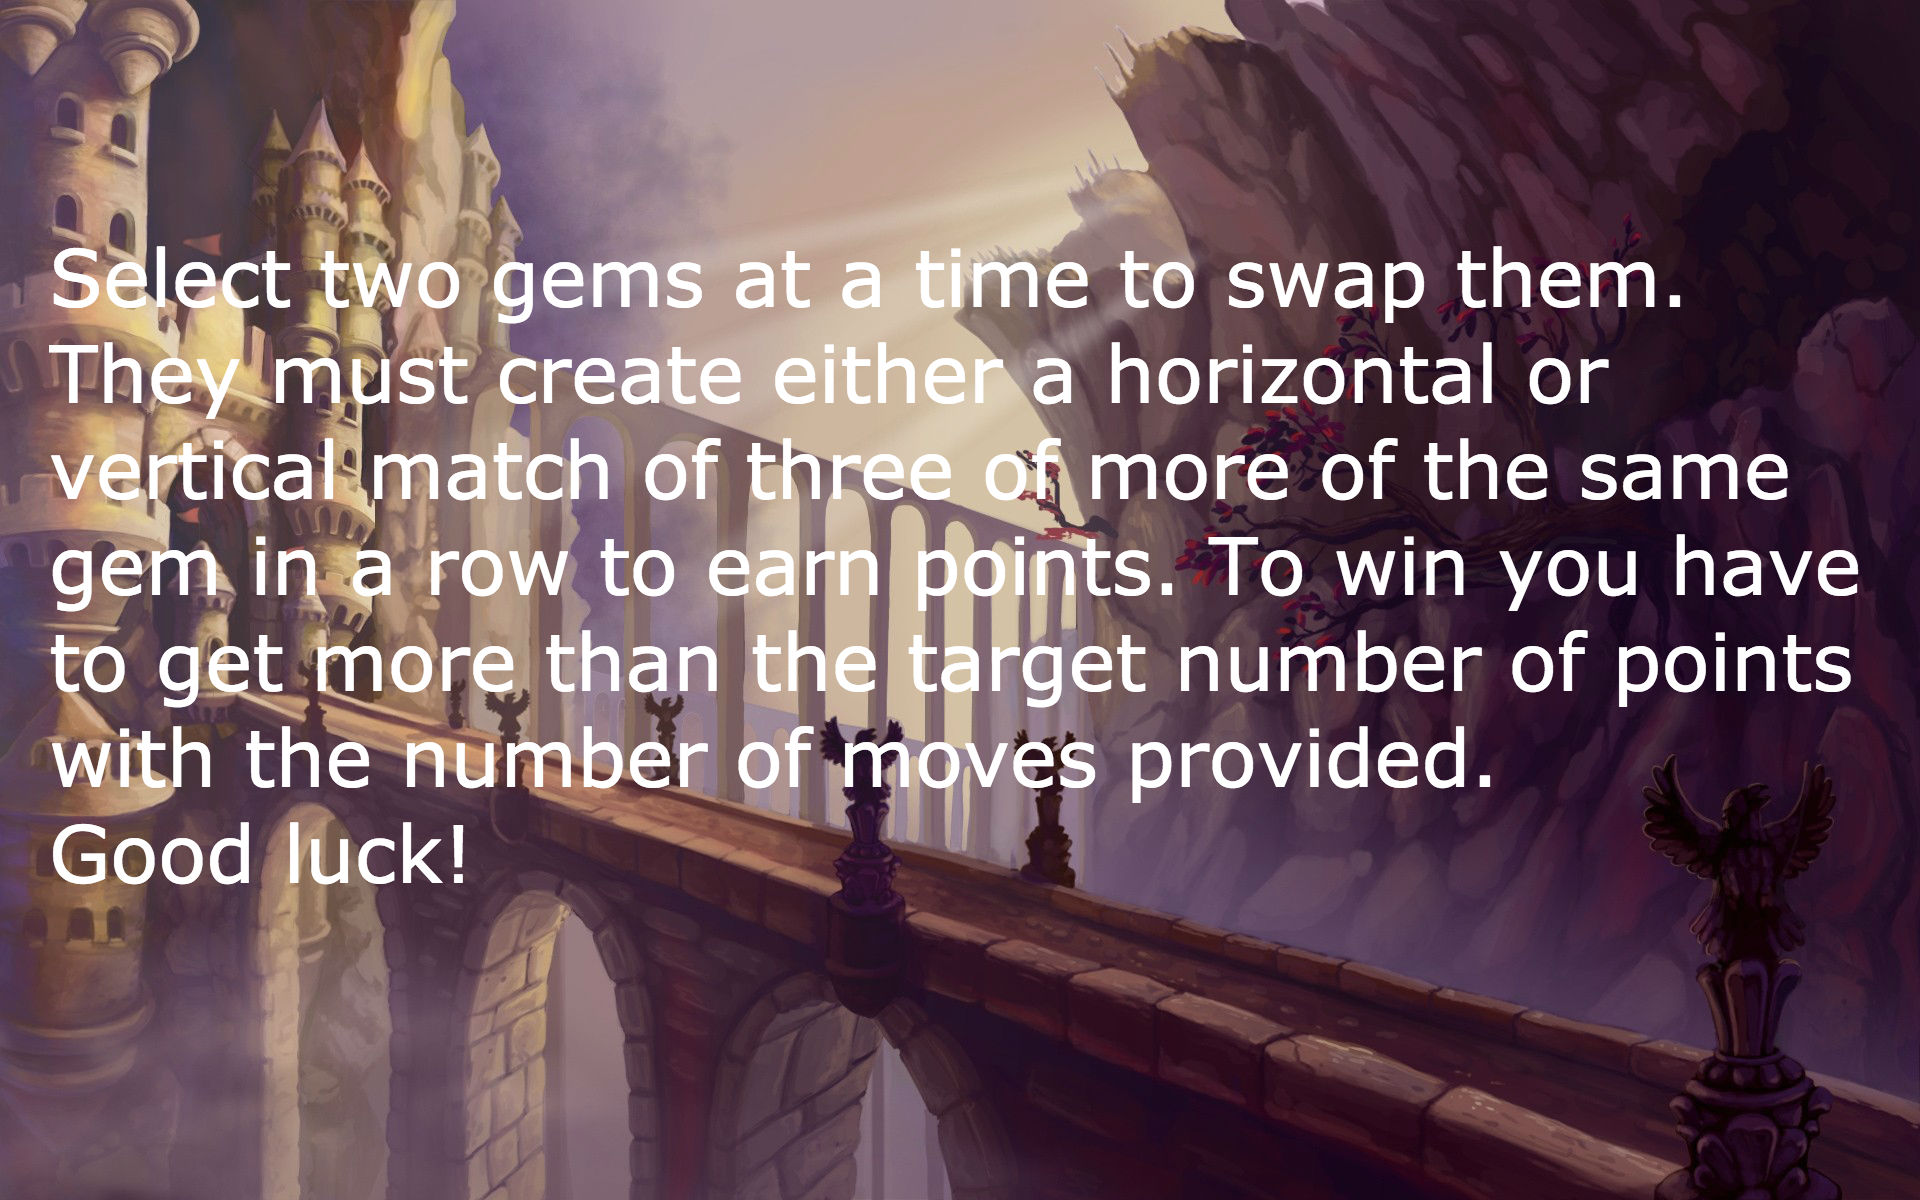 Select two gems at a time to swap them.
They must create either a horizontal or
vertical match of three of more of the same
gem in a row to earn points. To win you have
to get more than the target number of points
with the number of moves provided.
Good luck!